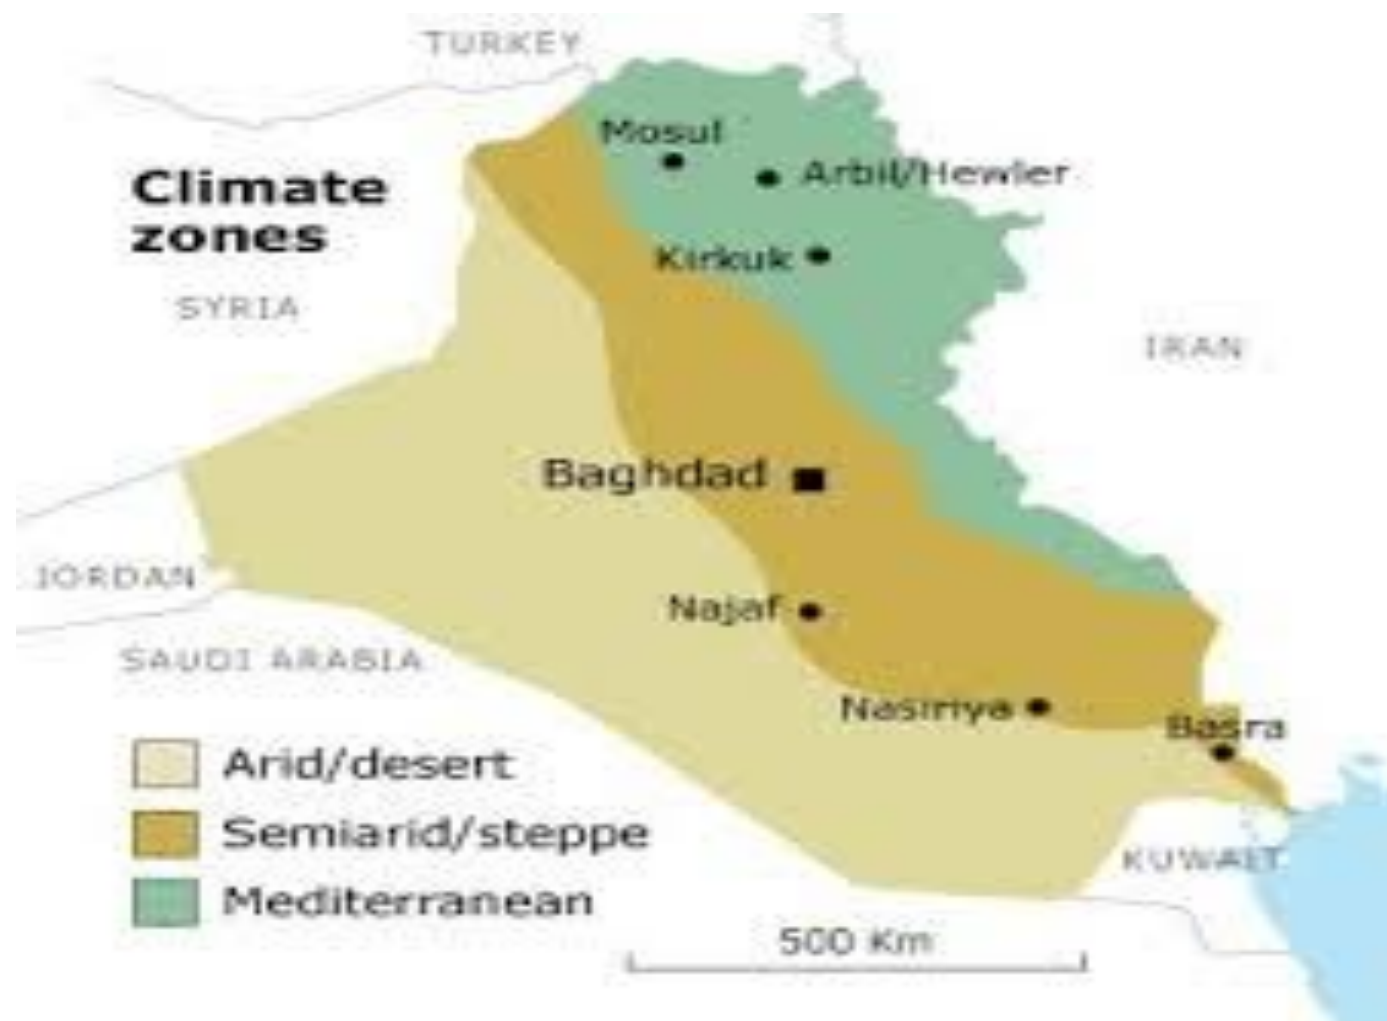 TURKEY
Mosul
Arbil/Hewler
Climate
zones
Kirkuk
SYRIA
IRAN
Baghdad
JORDAN
Najaf
SAUDI ARABIA
Nasiriya
Basra
Arid/desert
Semiarid/steppe
KUWAIT
Mediterranean
500 Km